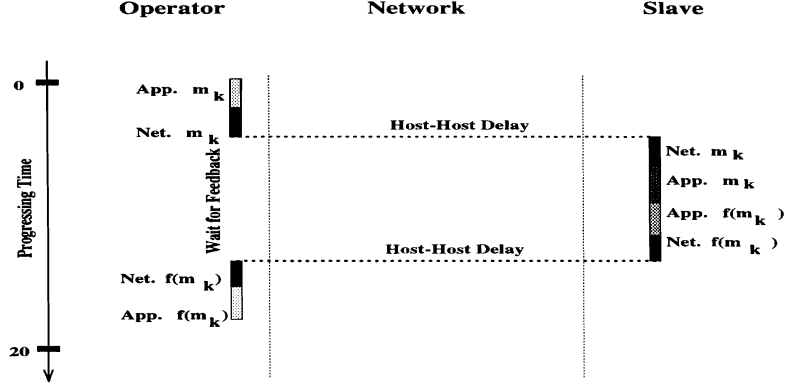 Operator Network Slave
0
App. m k
Net. m k
Host-Host Delay
Net. m k
App. m k
App. f(m k )
Net. f(m k )
Wait for Feedback
Progressing Time
Host-Host Delay
Net. f(m k)
App. f(m k)
20